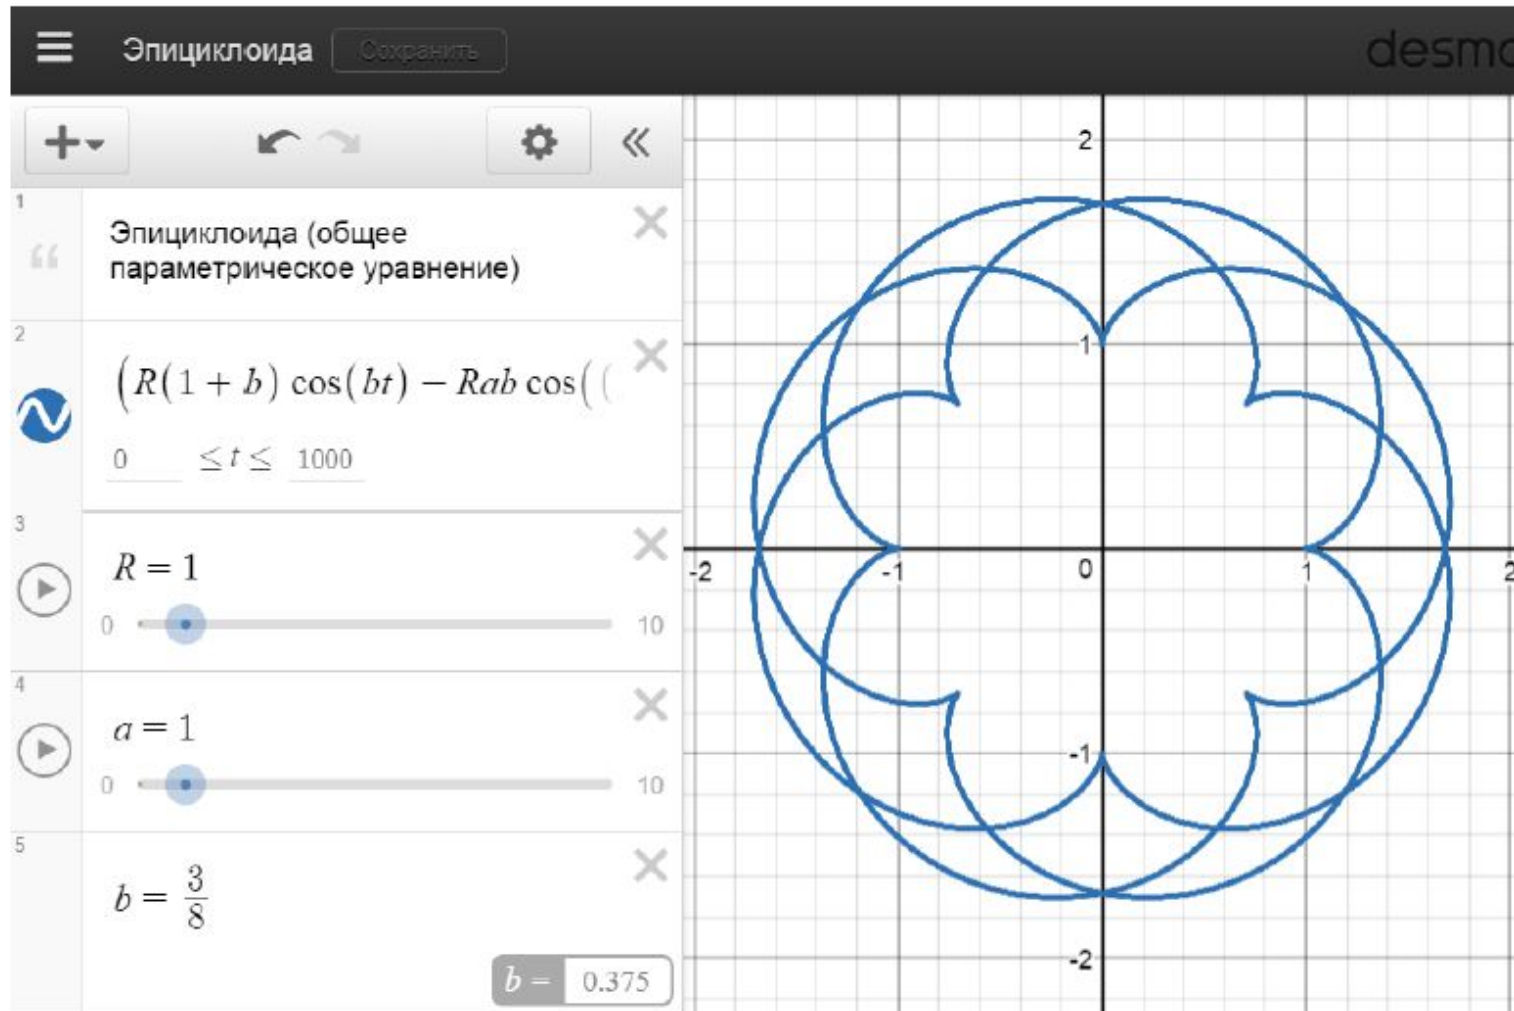 Эпициклоида
Сохранить
desmo
1
Эпициклоида (общее
параметрическое уравнение)
2
(R(1 + b) cos(bt) − Rab cos((
0 ≤ t ≤ 1000
3
R = 1
0
10
4
a = 1
0
10
5
b = 3/8
b = 0.375
2
1
-2
-1
0
1
2
-1
-2